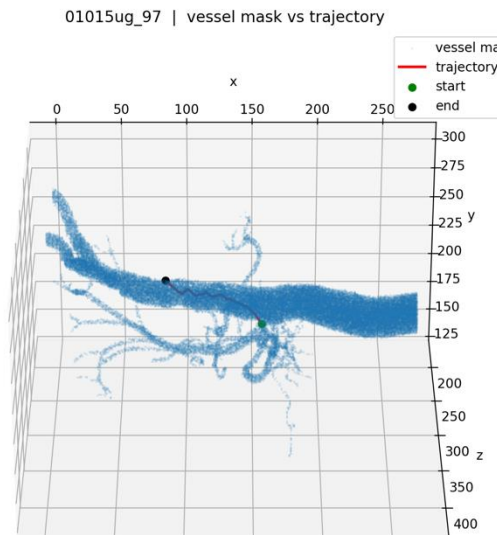 01015ug_97 | vessel mask vs trajectory
vessel ma
trajectory
start
end
x
0 50 100 150 200 250
300
275
250
y
225
200
175
150
125
200
250
300
z
350
400